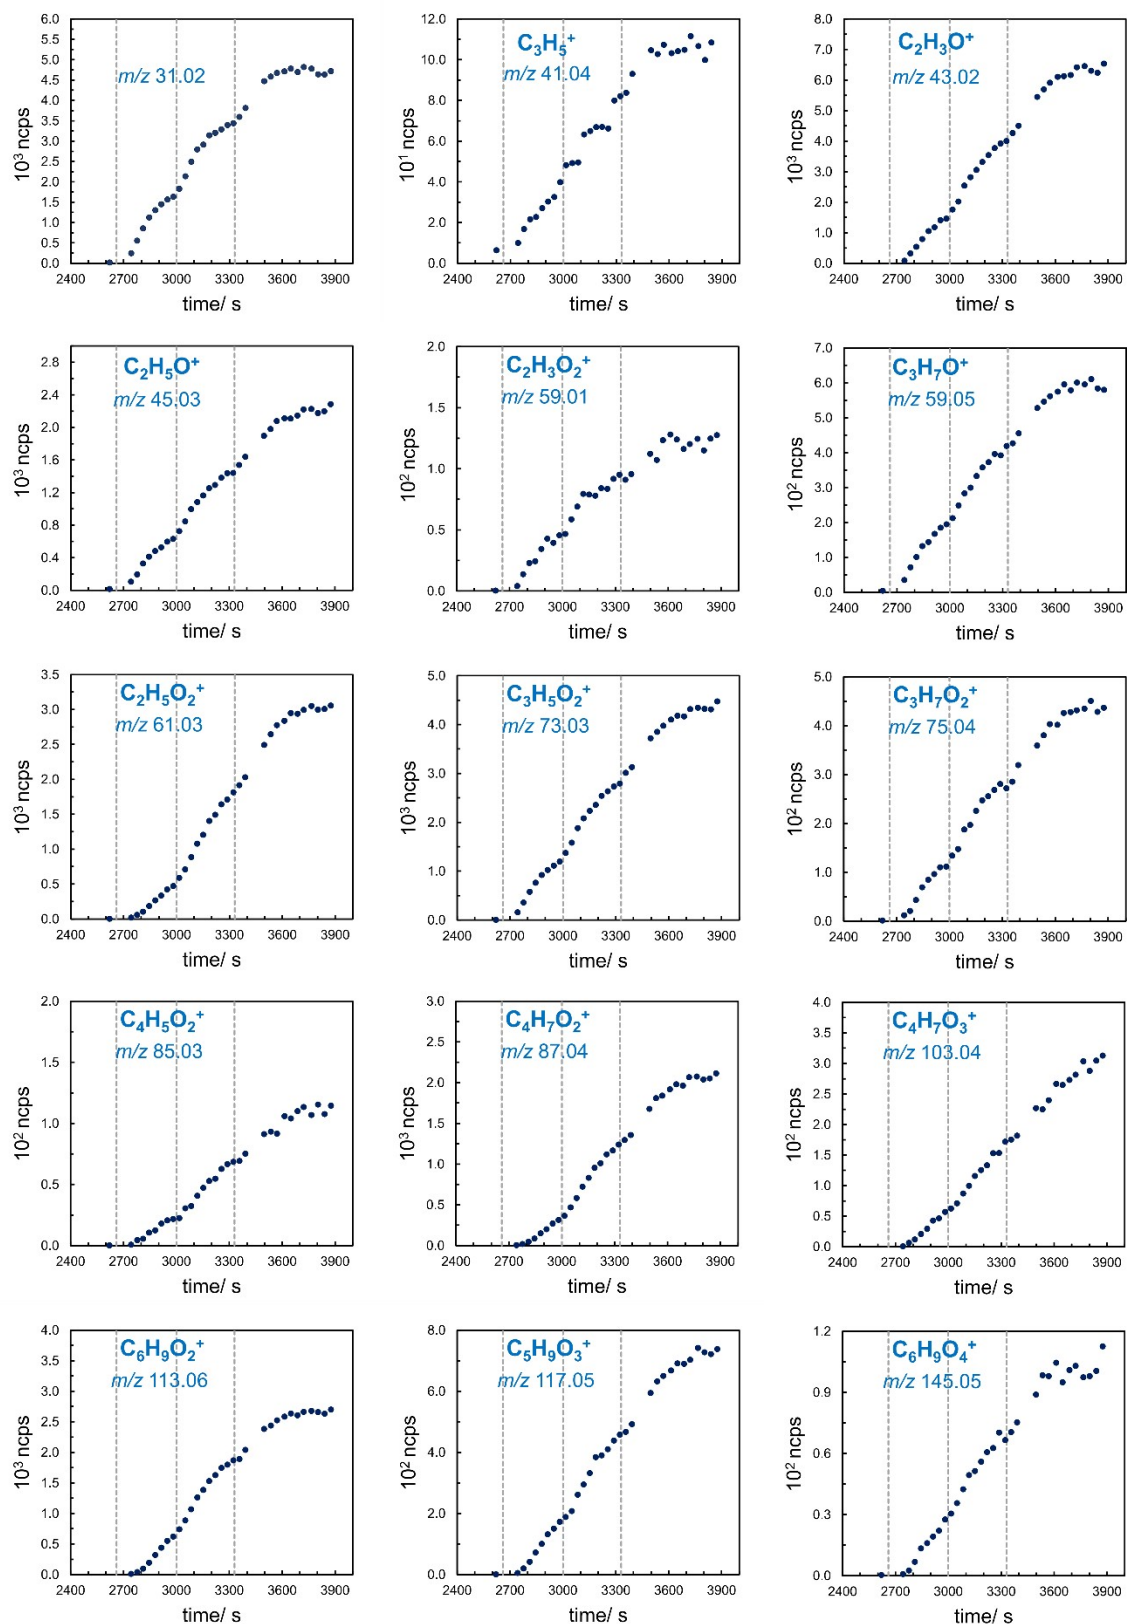 m/z 31.02
10³ ncps
6.0
5.5
5.0
4.5
4.0
3.5
3.0
2.5
2.0
1.5
1.0
0.5
0.0
2400 2700 3000 3300 3600 3900
time/ s
C₃H₅⁺
m/z 41.04
10¹ ncps
12.0
10.0
8.0
6.0
4.0
2.0
0.0
2400 2700 3000 3300 3600 3900
time/ s
C₂H₃O⁺
m/z 43.02
10³ ncps
8.0
7.0
6.0
5.0
4.0
3.0
2.0
1.0
0.0
2400 2700 3000 3300 3600 3900
time/ s
C₂H₅O⁺
m/z 45.03
10³ ncps
2.8
2.4
2.0
1.6
1.2
0.8
0.4
0.0
2400 2700 3000 3300 3600 3900
time/ s
C₂H₃O₂⁺
m/z 59.01
10² ncps
2.0
1.5
1.0
0.5
0.0
2400 2700 3000 3300 3600 3900
time/ s
C₃H₇O⁺
m/z 59.05
10² ncps
7.0
6.0
5.0
4.0
3.0
2.0
1.0
0.0
2400 2700 3000 3300 3600 3900
time/ s
C₂H₅O₂⁺
m/z 61.03
10³ ncps
3.5
3.0
2.5
2.0
1.5
1.0
0.5
0.0
2400 2700 3000 3300 3600 3900
time/ s
C₃H₅O₂⁺
m/z 73.03
10³ ncps
5.0
4.0
3.0
2.0
1.0
0.0
2400 2700 3000 3300 3600 3900
time/ s
C₃H₇O₂⁺
m/z 75.04
10² ncps
5.0
4.0
3.0
2.0
1.0
0.0
2400 2700 3000 3300 3600 3900
time/ s
C₄H₅O₂⁺
m/z 85.03
10² ncps
2.0
1.5
1.0
0.5
0.0
2400 2700 3000 3300 3600 3900
time/ s
C₄H₇O₂⁺
m/z 87.04
10³ ncps
3.0
2.5
2.0
1.5
1.0
0.5
0.0
2400 2700 3000 3300 3600 3900
time/ s
C₄H₇O₃⁺
m/z 103.04
10² ncps
4.0
3.5
3.0
2.5
2.0
1.5
1.0
0.5
0.0
2400 2700 3000 3300 3600 3900
time/ s
C₆H₉O₂⁺
m/z 113.06
10³ ncps
4.0
3.5
3.0
2.5
2.0
1.5
1.0
0.5
0.0
2400 2700 3000 3300 3600 3900
time/ s
C₅H₉O₃⁺
m/z 117.05
10² ncps
8.0
6.0
4.0
2.0
0.0
2400 2700 3000 3300 3600 3900
time/ s
C₆H₉O₄⁺
m/z 145.05
10² ncps
1.2
0.9
0.6
0.3
0.0
2400 2700 3000 3300 3600 3900
time/ s